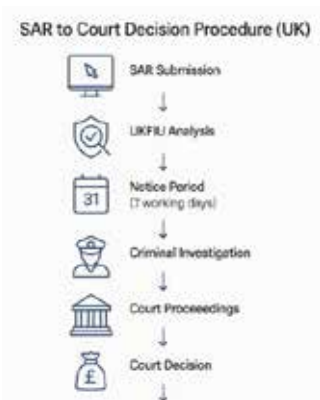 SAR to Court Decision Procedure (UK)
SAR Submission
UKFIU Analysis
31
Notice Period
(7 working days)
Criminal Investigation
Court Proceeedings
£
Court Decision